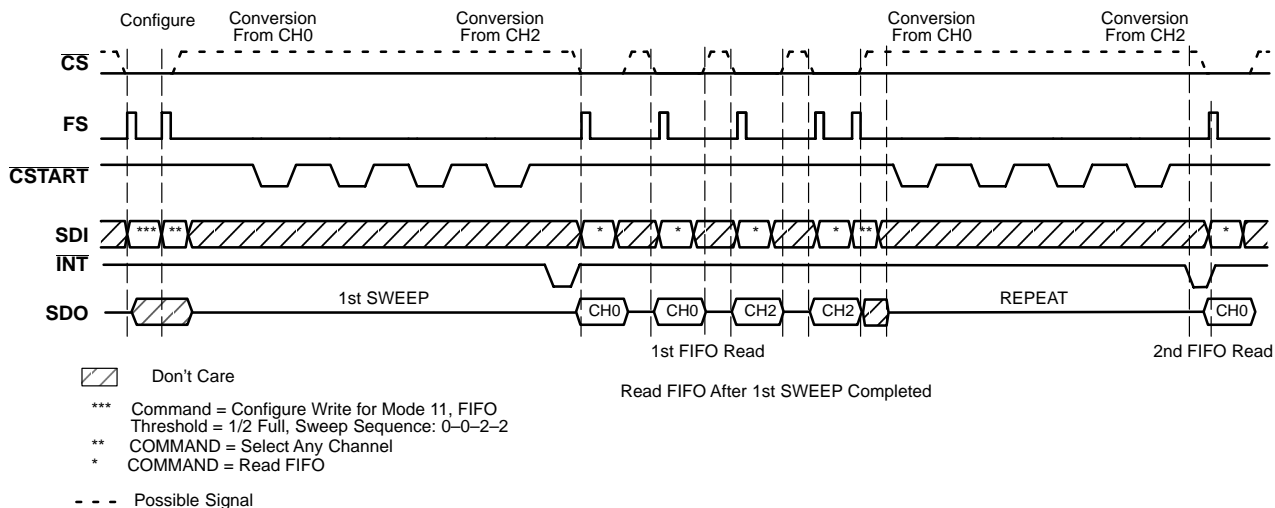 Configure
Conversion
From CH0
Conversion
From CH2
Conversion
From CH0
Conversion
From CH2
CS
FS
CSTART
SDI
*** ** * * * * ** *
INT
1st SWEEP
REPEAT
SDO
CH0 CH0 CH2 CH2 CH0
1st FIFO Read
2nd FIFO Read
Don't Care
Read FIFO After 1st SWEEP Completed
*** Command = Configure Write for Mode 11, FIFO
Threshold = 1/2 Full, Sweep Sequence: 0–0–2–2
** COMMAND = Select Any Channel
* COMMAND = Read FIFO
Possible Signal